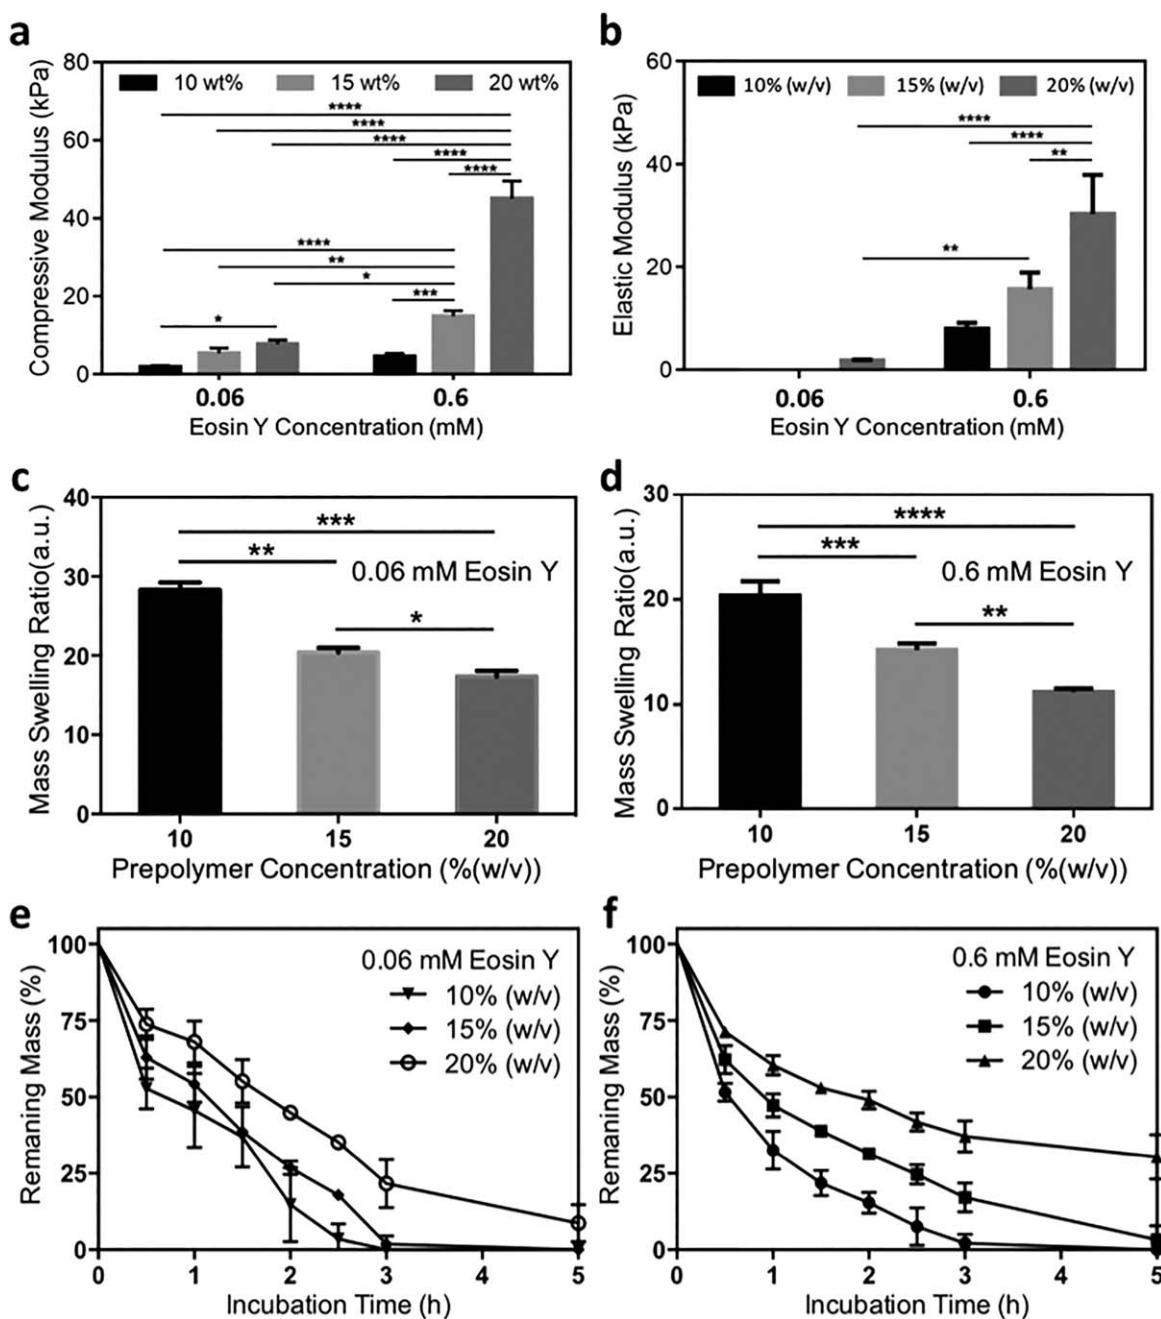 a
80
60
40
20
0
Compressive Modulus (kPa)
10 wt% 15 wt% 20 wt%
****
****
****
****
****
****
**
*
***
*
0.06 0.6
Eosin Y Concentration (mM)
b
60
40
20
0
Elastic Modulus (kPa)
10% (w/v) 15% (w/v) 20% (w/v)
****
****
**
**
0.06 0.6
Eosin Y Concentration (mM)
c
40
30
20
10
0
Mass Swelling Ratio(a.u.)
***
**
0.06 mM Eosin Y
*
10 15 20
Prepolymer Concentration (%(w/v))
d
30
20
10
0
Mass Swelling Ratio(a.u.)
****
***
0.6 mM Eosin Y
**
10 15 20
Prepolymer Concentration (%(w/v))
e
100
75
50
25
0
Remaning Mass (%)
0.06 mM Eosin Y
10% (w/v)
15% (w/v)
20% (w/v)
0 1 2 3 4 5
Incubation Time (h)
f
100
75
50
25
0
Remaning Mass (%)
0.6 mM Eosin Y
10% (w/v)
15% (w/v)
20% (w/v)
0 1 2 3 4 5
Incubation Time (h)